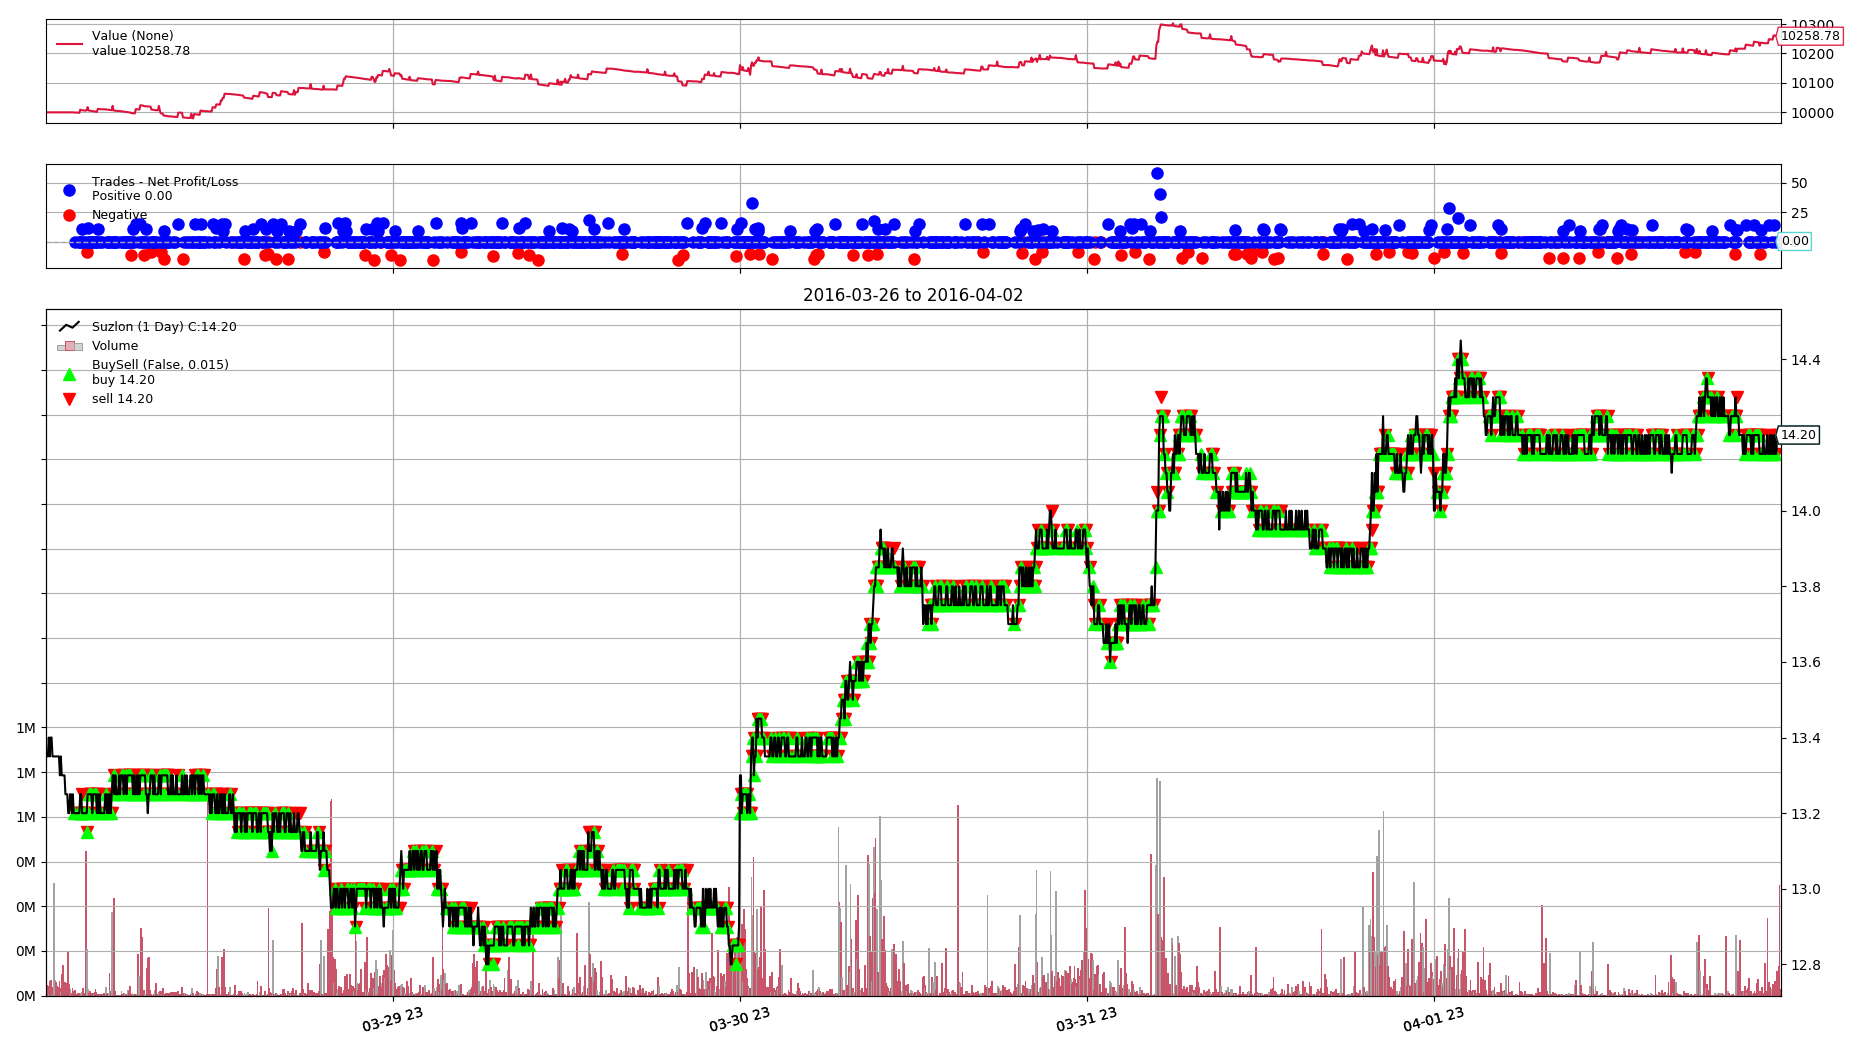 Value (None)
value 10258.78
10300
10258.78
10200
10100
10000
Trades - Net Profit/Loss
Positive 0.00
Negative
50
25
0.00
2016-03-26 to 2016-04-02
Suzlon (1 Day) C:14.20
Volume
BuySell (False, 0.015)
buy 14.20
sell 14.20
14.4
14.20
14.0
13.8
13.6
1M
13.4
1M
1M
13.2
0M
13.0
0M
0M
12.8
0M
03-29 23
03-30 23
03-31 23
04-01 23